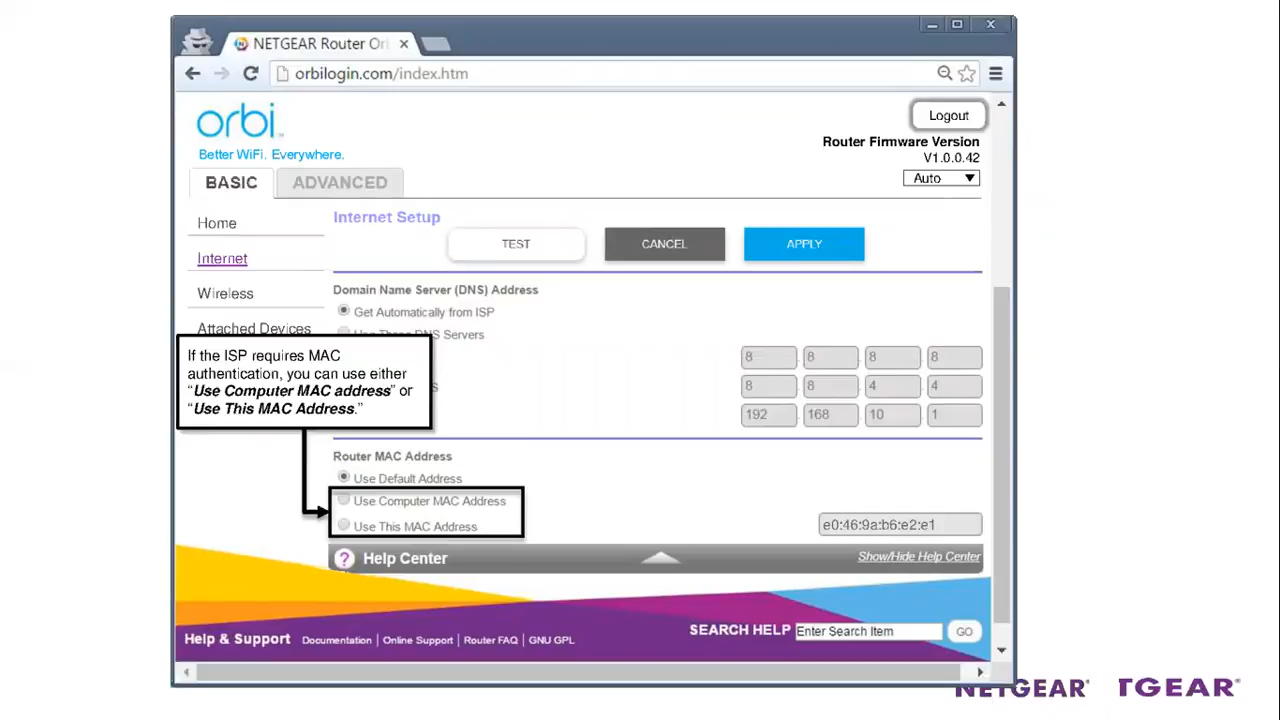 NETGEAR Router Or
orbilogin.com/index.htm
orbi
Logout
Router Firmware Version
V1.0.0.42
Better WiFi. Everywhere.
BASIC
ADVANCED
Auto
Home
Internet Setup
TEST
CANCEL
APPLY
Internet
Domain Name Server (DNS) Address
Wireless
Get Automatically from ISP
Attached Devices
Use These DNS Servers
If the ISP requires MAC
authentication, you can use either
“Use Computer MAC address” or
“Use This MAC Address.”
8 8 8 8
8 8 4 4
192 168 10 1
Router MAC Address
Use Default Address
Use Computer MAC Address
Use This MAC Address
e0:46:9a:b6:e2:e1
? Help Center
Show/Hide Help Center
Help & Support Documentation | Online Support | Router FAQ | GNU GPL
SEARCH HELP Enter Search Item GO
NETGEAR®
TGEAR®